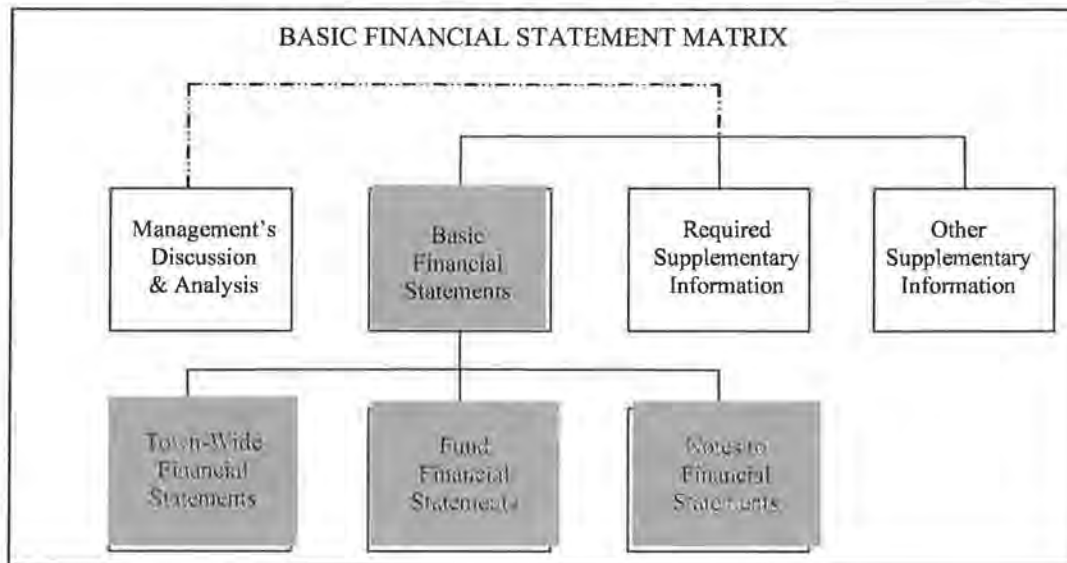 BASIC FINANCIAL STATEMENT MATRIX
Management's
Discussion
& Analysis
Basic
Financial
Statements
Required
Supplementary
Information
Other
Supplementary
Information
Town-Wide
Financial
Statements
Fund
Financial
Statements
Notes to
Financial
Statements